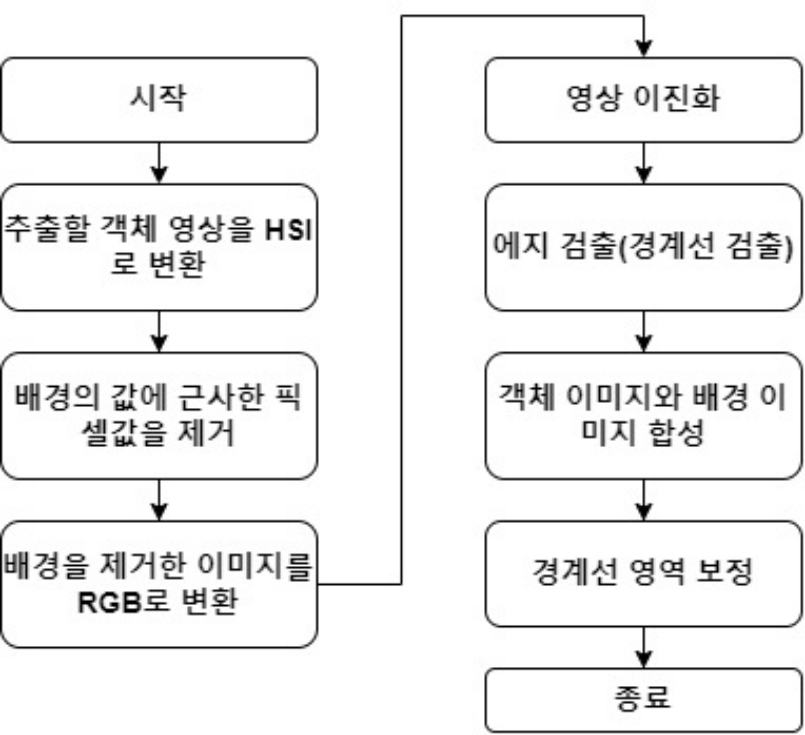 시작
추출할 객체 영상을 HSI
로 변환
배경의 값에 근사한 픽
셀값을 제거
배경을 제거한 이미지를
RGB로 변환
영상 이진화
에지 검출(경계선 검출)
객체 이미지와 배경 이
미지 합성
경계선 영역 보정
종료